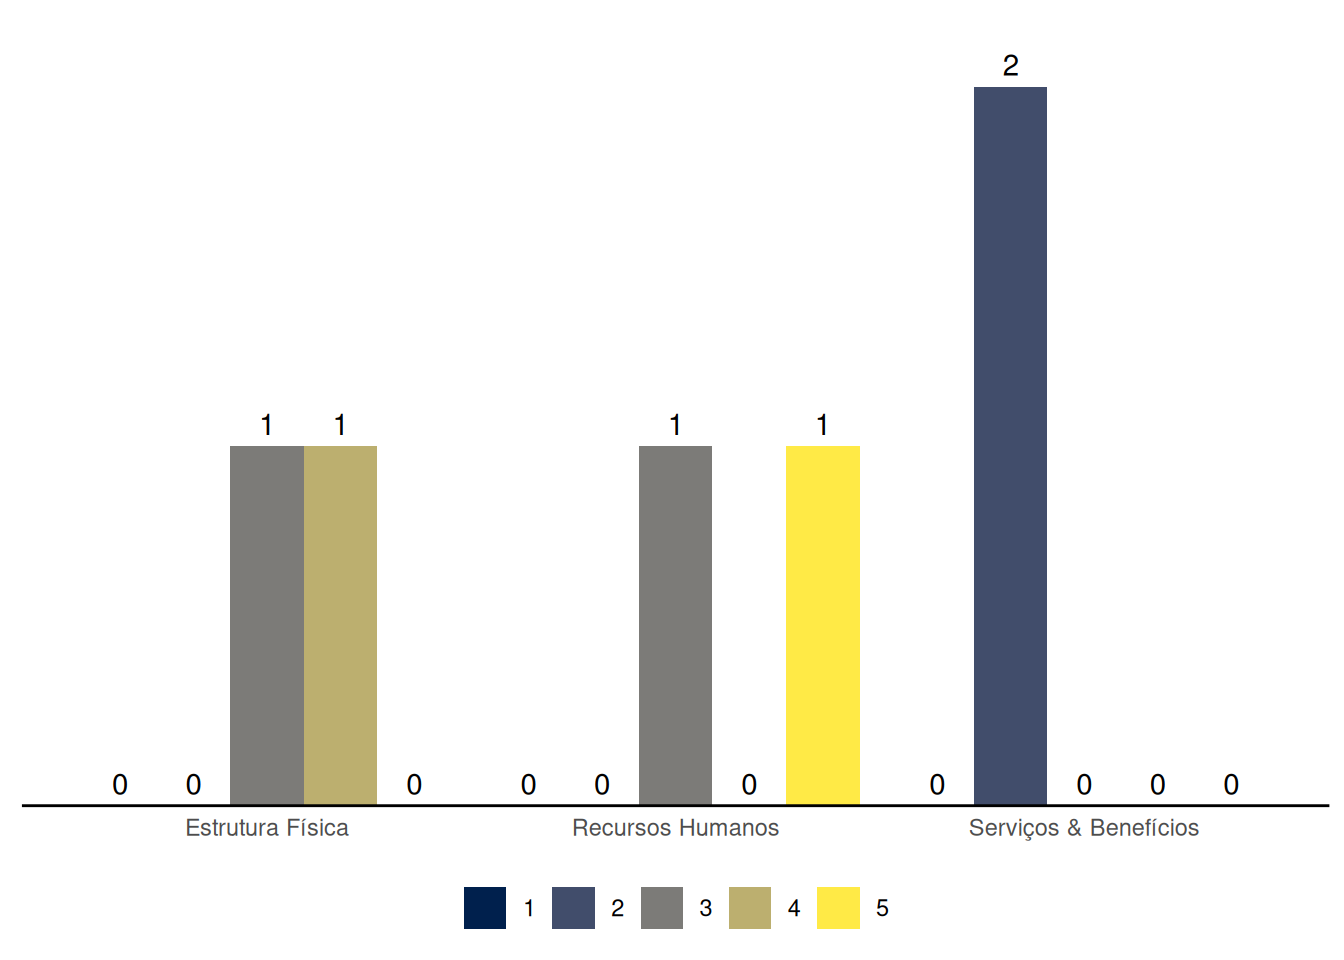 2
1 1 1 1
0 0 0 0 0 0 0 0 0 0
Estrutura Física Recursos Humanos Serviços & Benefícios
1 2 3 4 5